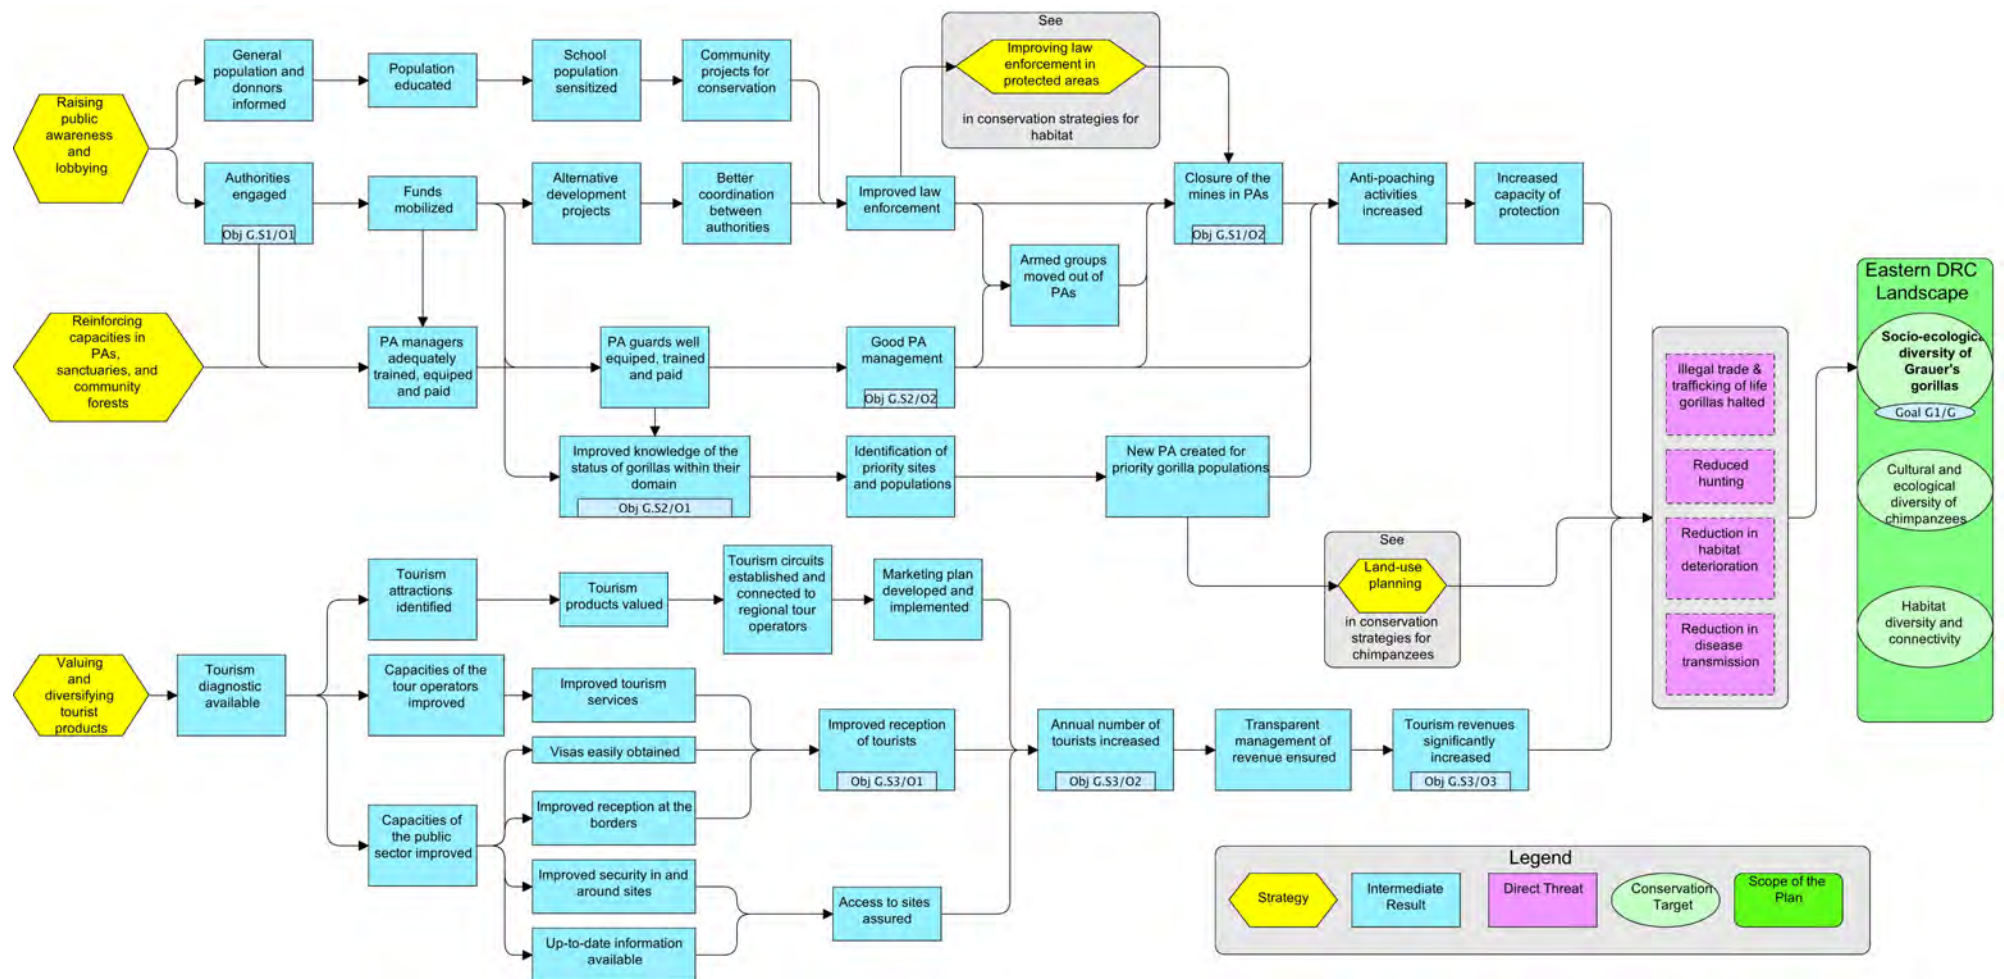 Raising
public
awareness
and
lobbying
General
population and
donnors
informed
Population
educated
School
population
sensitized
Community
projects for
conservation
See
Improving law
enforcement in
protected areas
in conservation strategies for
habitat
Authorities
engaged
Obj G.S1/O1
Funds
mobilized
Alternative
development
projects
Better
coordination
between
authorities
Improved law
enforcement
Closure of the
mines in PAs
Obj G.S1/O2
Anti-poaching
activities
increased
Increased
capacity of
protection
Armed groups
moved out of
PAs
Reinforcing
capacities in
PAs,
sanctuaries, and
community
forests
PA managers
adequately
trained, equiped
and paid
PA guards well
equiped, trained
and paid
Good PA
management
Obj G.S2/O2
Improved knowledge of the
status of gorillas within their
domain
Obj G.S2/O1
Identification of
priority sites
and populations
New PA created for
priority gorilla populations
See
Land-use
planning
in conservation
strategies for
chimpanzees
Illegal trade &
trafficking of life
gorillas halted
Reduced
hunting
Reduction in
habitat
deterioration
Reduction in
disease
transmission
Eastern DRC
Landscape
Socio-ecologica
diversity of
Grauer's
gorillas
Goal G1/G
Cultural and
ecological
diversity of
chimpanzees
Habitat
diversity and
connectivity
Valuing
and
diversifying
tourist
products
Tourism
diagnostic
available
Tourism
attractions
identified
Tourism
products valued
Tourism circuits
established and
connected to
regional tour
operators
Marketing plan
developed and
implemented
Capacities of the
tour operators
improved
Improved tourism
services
Visas easily obtained
Improved reception at the
borders
Capacities of
the public
sector improved
Improved security in and
around sites
Up-to-date information
available
Improved reception
of tourists
Obj G.S3/O1
Access to sites
assured
Annual number of
tourists increased
Obj G.S3/O2
Transparent
management of
revenue ensured
Tourism revenues
significantly
increased
Obj G.S3/O3
Legend
Strategy
Intermediate
Result
Direct Threat
Conservation
Target
Scope of the
Plan